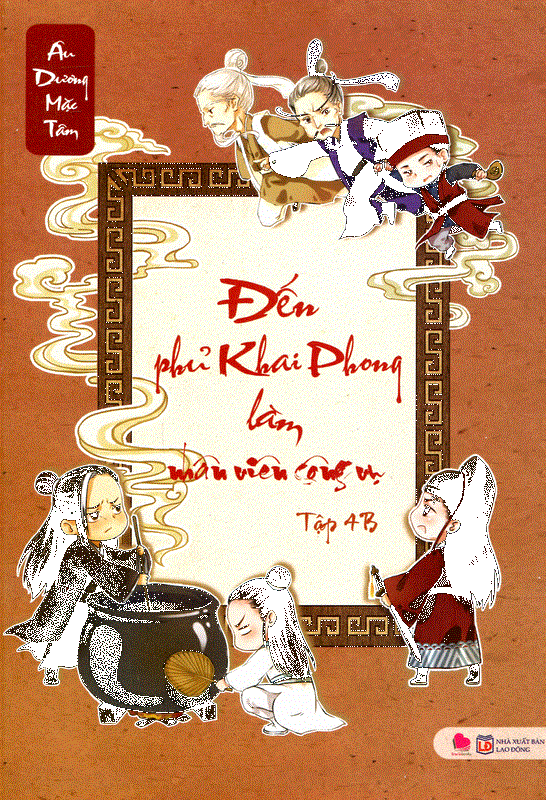 Âu
Dương
Mặc
Tâm
Đến
phủ Khai Phong
làm
nhân viên công vụ
Tập 4B
LĐ
NHÀ XUẤT BẢN
LAO ĐỘNG